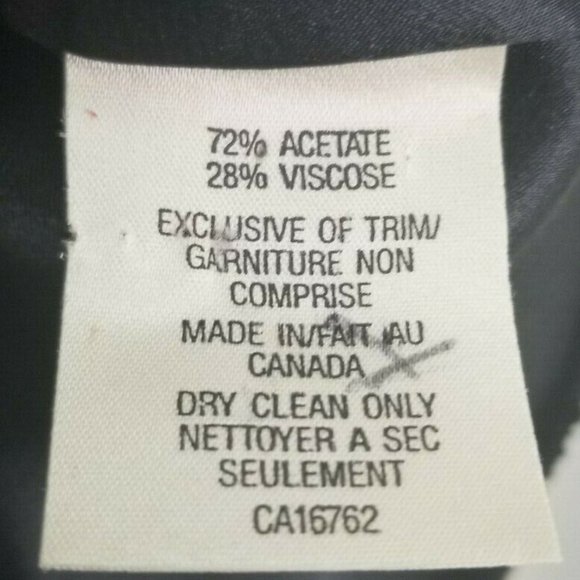 72% ACETATE
28% VISCOSE
EXCLUSIVE OF TRIM/
GARNITURE NON
COMPRISE
MADE IN/FAIT AU
CANADA
DRY CLEAN ONLY
NETTOYER A SEC
SEULEMENT
CA16762